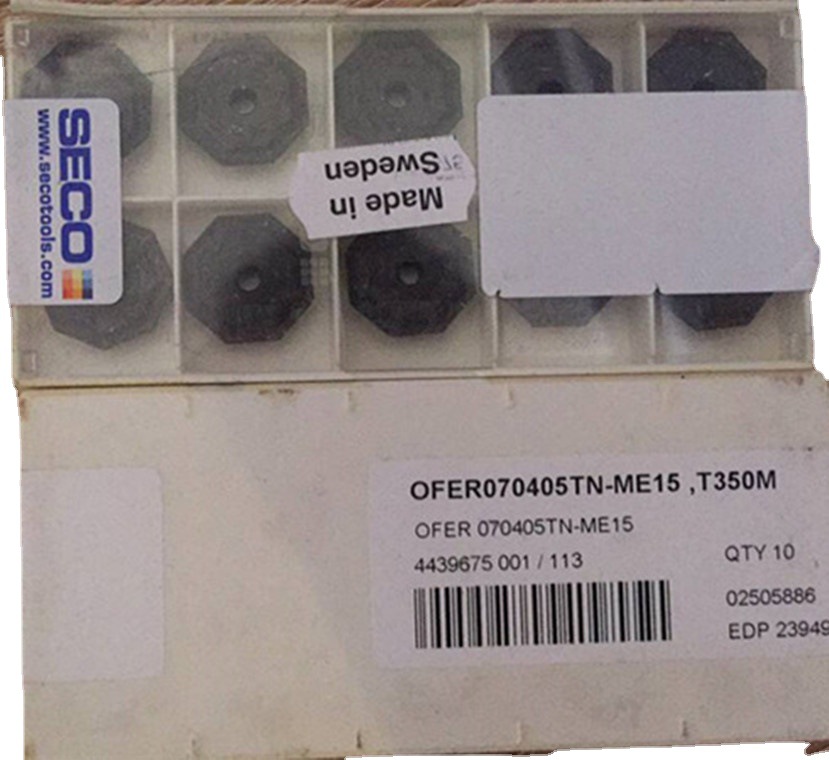 SECO
www.secotools.com
Made in
Sweden
OFER070405TN-ME15 ,T350M
OFER 070405TN-ME15
4439675 001 / 113
QTY 10
02505886
EDP 23949